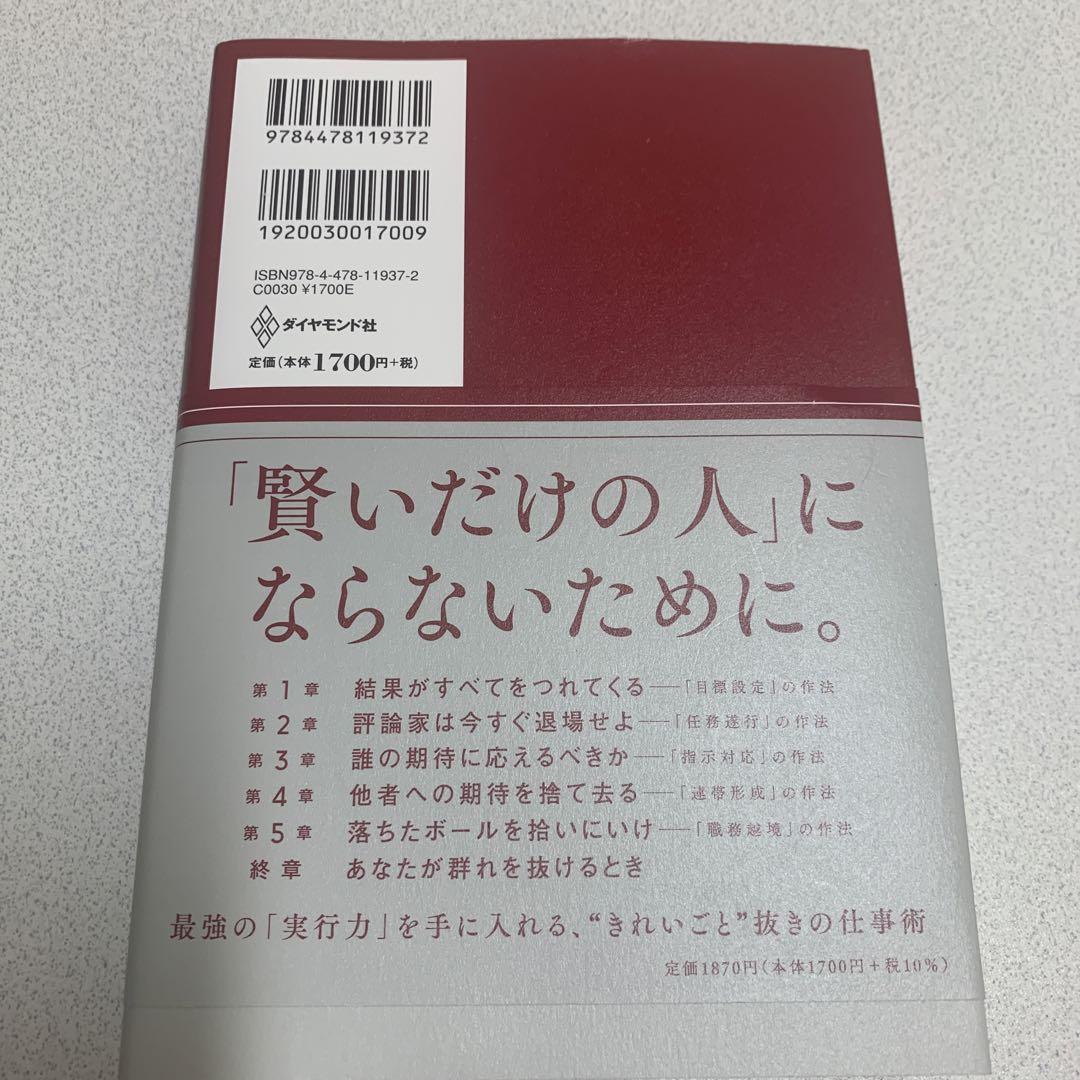 9784478119372
1920030017009
ISBN978-4-478-11937-2
C0030 ¥1700E
ダイヤモンド社
定価(本体1700円+税)
「賢いだけの人」に
ならないために。
第1章 結果がすべてをつれてくる──「目標設定」の作法
第2章 評論家は今すぐ退場せよ──「任務遂行」の作法
第3章 誰の期待に応えるべきか──「指示対応」の作法
第4章 他者への期待を捨て去る──「連帯形成」の作法
第5章 落ちたボールを拾いにいけ──「職務越境」の作法
終章 あなたが群れを抜けるとき
最強の「実行力」を手に入れる、“きれいごと”抜きの仕事術
定価1870円(本体1700円+税10%)